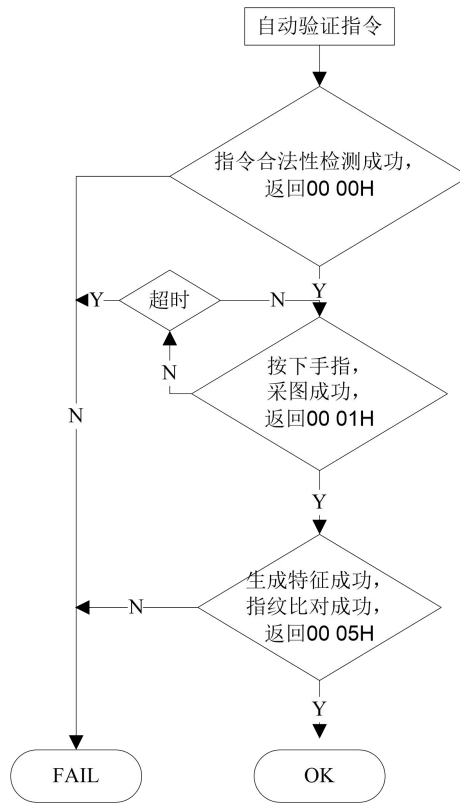 自动验证指令
指令合法性检测成功，
返回00 00H
Y
Y
超时
N
按下手指，
采图成功，
返回00 01H
N
N
Y
生成特征成功，
指纹比对成功，
返回00 05H
N
Y
FAIL
OK